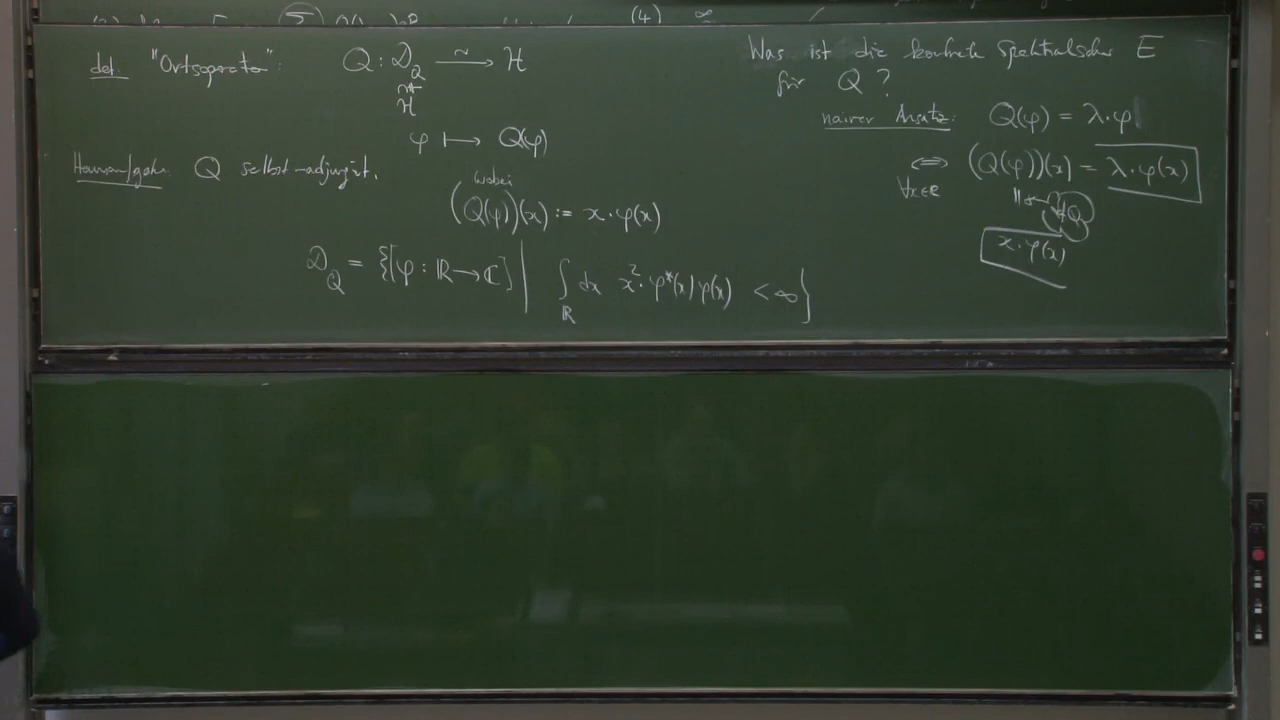 def. "Ortsoperator": Q : D_Q ⟶^~ H
H
φ ⟼ Q(φ)
Hausaufgabe: Q selbst-adjungiert.
wobei
(Q(φ))(x) := x·φ(x)
D_Q = {[φ : ℝ ⟶ ℂ] | ∫_ℝ dx x²·φ*(x)φ(x) < ∞}
Was ist die konkrete Spektralschar E
für Q ?
naiver Ansatz: Q(φ) = λ·φ
⟺ (Q(φ))(x) = λ·φ(x)
∀x∈ℝ
x·φ(x)